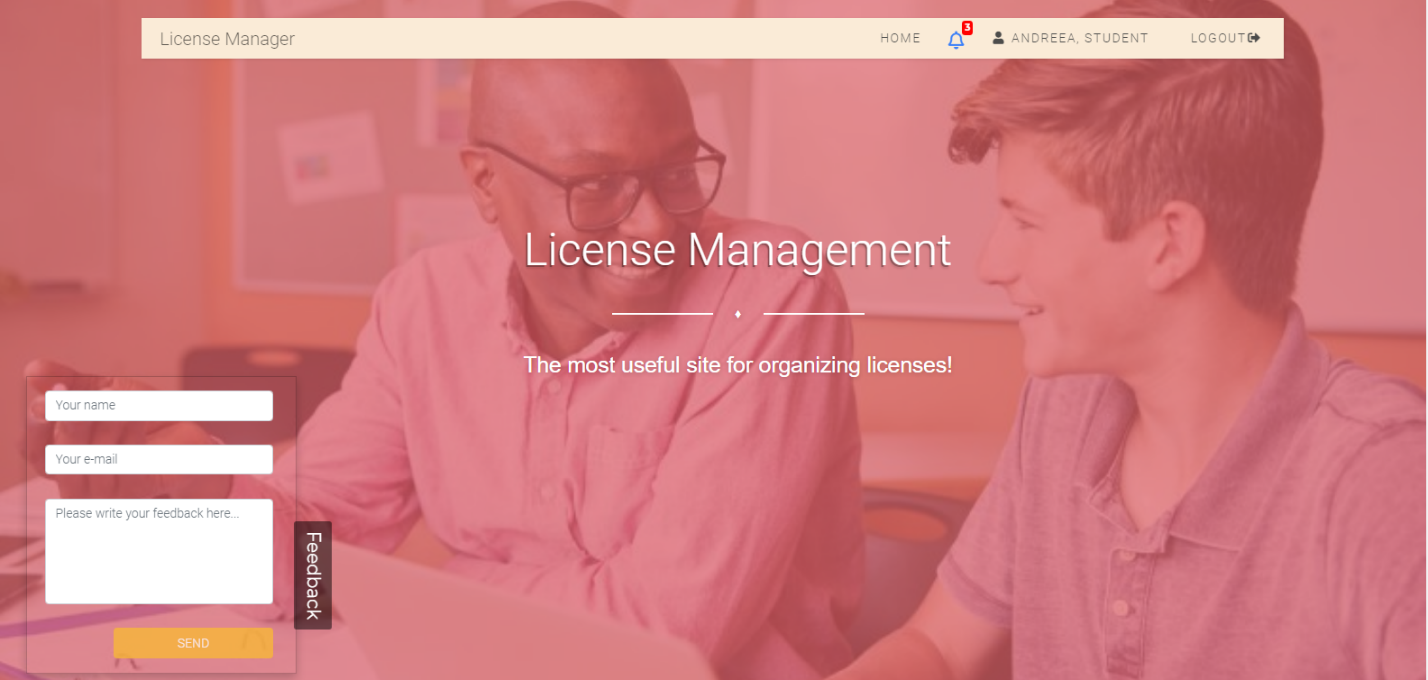 License Manager
HOME
3
ANDREEA, STUDENT
LOGOUT
License Management
The most useful site for organizing licenses!
Your name
Your e-mail
Please write your feedback here...
Feedback
SEND